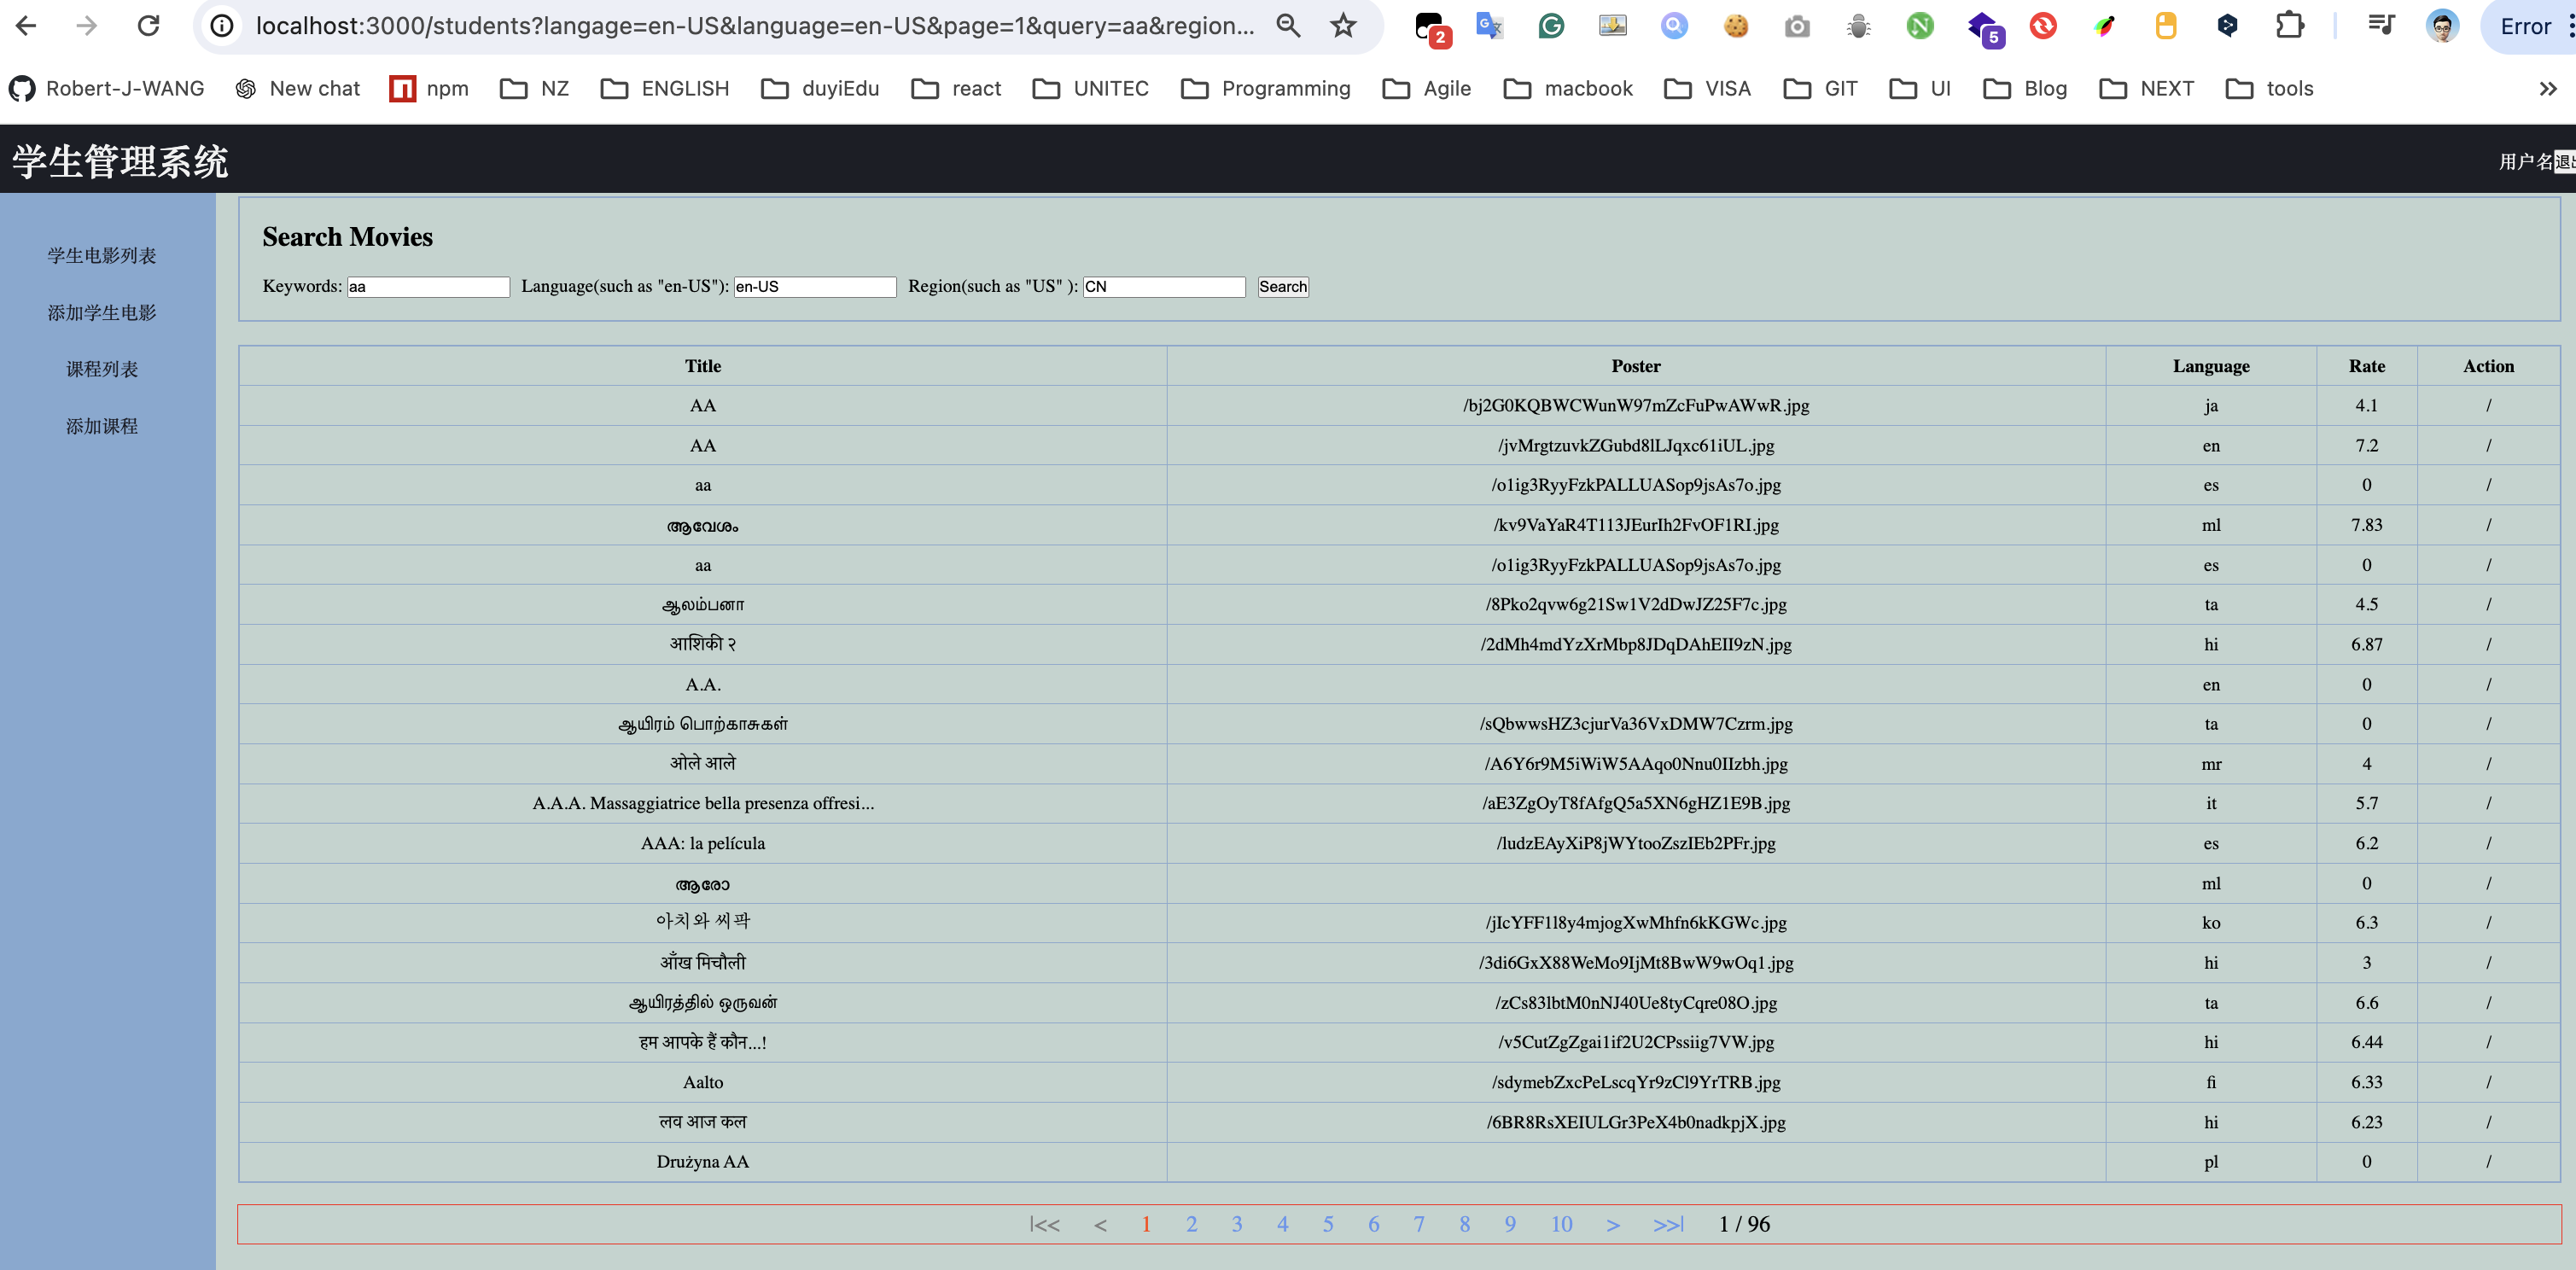 localhost:3000/students?langage=en-US&language=en-US&page=1&query=aa&region... 2 5 Error
Robert-J-WANG New chat npm NZ ENGLISH duyiEdu react UNITEC Programming Agile macbook VISA GIT UI Blog NEXT tools
学生管理系统 用户名
学生电影列表
添加学生电影
课程列表
添加课程
Search Movies
Keywords: aa Language(such as "en-US"): en-US Region(such as "US" ): CN Search
Title Poster Language Rate Action
AA /bj2G0KQBWCWunW97mZcFuPwAWwR.jpg ja 4.1 /
AA /jvMrgtzuvkZGubd8lLJqxc61iUL.jpg en 7.2 /
aa /o1ig3RyyFzkPALLUASop9jsAs7o.jpg es 0 /
ആവേശം /kv9VaYaR4T113JEurIh2FvOF1RI.jpg ml 7.83 /
aa /o1ig3RyyFzkPALLUASop9jsAs7o.jpg es 0 /
ஆலம்பனா /8Pko2qvw6g21Sw1V2dDwJZ25F7c.jpg ta 4.5 /
आशिकी २ /2dMh4mdYzXrMbp8JDqDAhEII9zN.jpg hi 6.87 /
A.A. en 0 /
ஆயிரம் பொற்காசுகள் /sQbwwsHZ3cjurVa36VxDMW7Czrm.jpg ta 0 /
ओले आले /A6Y6r9M5iWiW5AAqo0Nnu0IIzbh.jpg mr 4 /
A.A.A. Massaggiatrice bella presenza offresi... /aE3ZgOyT8fAfgQ5a5XN6gHZ1E9B.jpg it 5.7 /
AAA: la película /ludzEAyXiP8jWYtooZszIEb2PFr.jpg es 6.2 /
ആരോ ml 0 /
아치와 씨팍 /jIcYFF1l8y4mjogXwMhfn6kKGWc.jpg ko 6.3 /
आँख मिचौली /3di6GxX88WeMo9IjMt8BwW9wOq1.jpg hi 3 /
ஆயிரத்தில் ஒருவன் /zCs83lbtM0nNJ40Ue8tyCqre08O.jpg ta 6.6 /
हम आपके हैं कौन...! /v5CutZgZgai1if2U2CPssiig7VW.jpg hi 6.44 /
Aalto /sdymebZxcPeLscqYr9zCl9YrTRB.jpg fi 6.33 /
लव आज कल /6BR8RsXEIULGr3PeX4b0nadkpjX.jpg hi 6.23 /
Drużyna AA pl 0 /
|<< < 1 2 3 4 5 6 7 8 9 10 > >>| 1 / 96